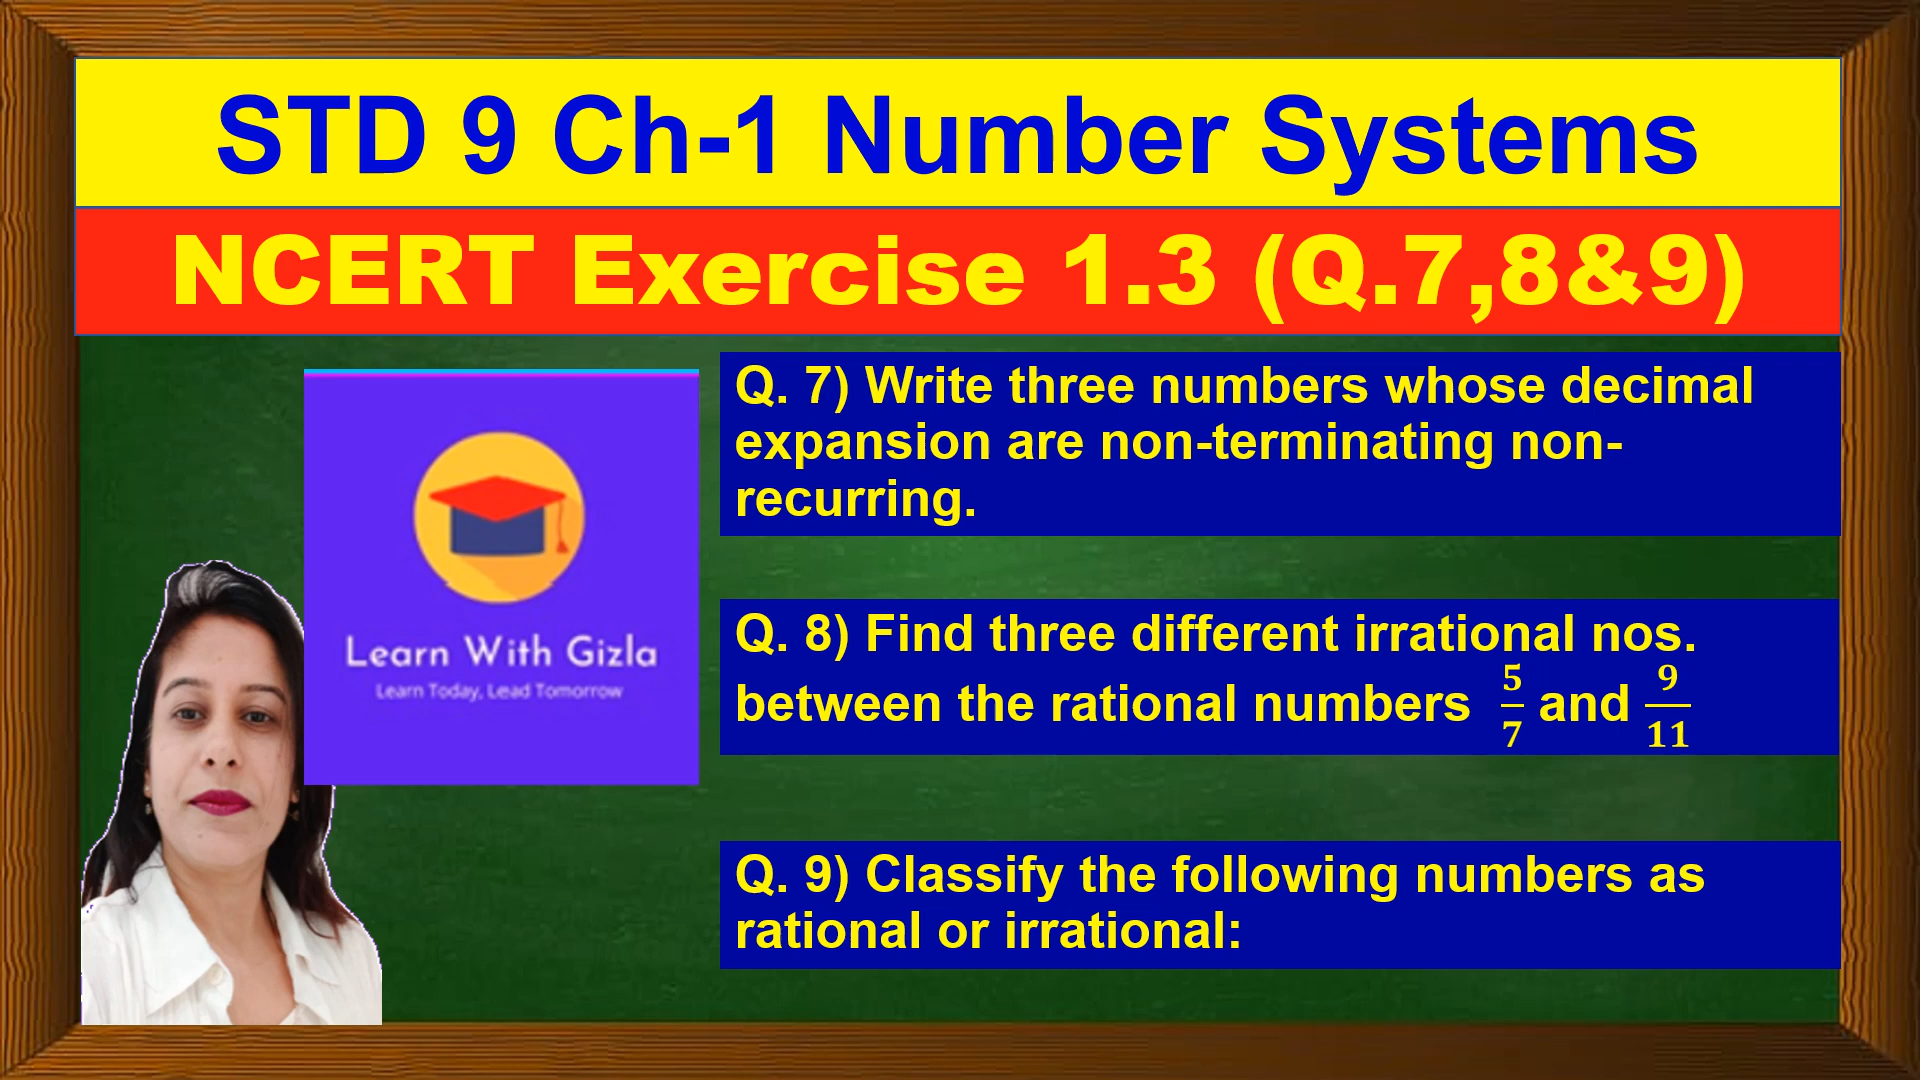 STD 9 Ch-1 Number Systems
NCERT Exercise 1.3 (Q.7,8&9)
Learn With Gizla
Learn Today, Lead Tomorrow
Q. 7) Write three numbers whose decimal
expansion are non-terminating non-
recurring.
Q. 8) Find three different irrational nos.
between the rational numbers 5/7 and 9/11
Q. 9) Classify the following numbers as
rational or irrational: